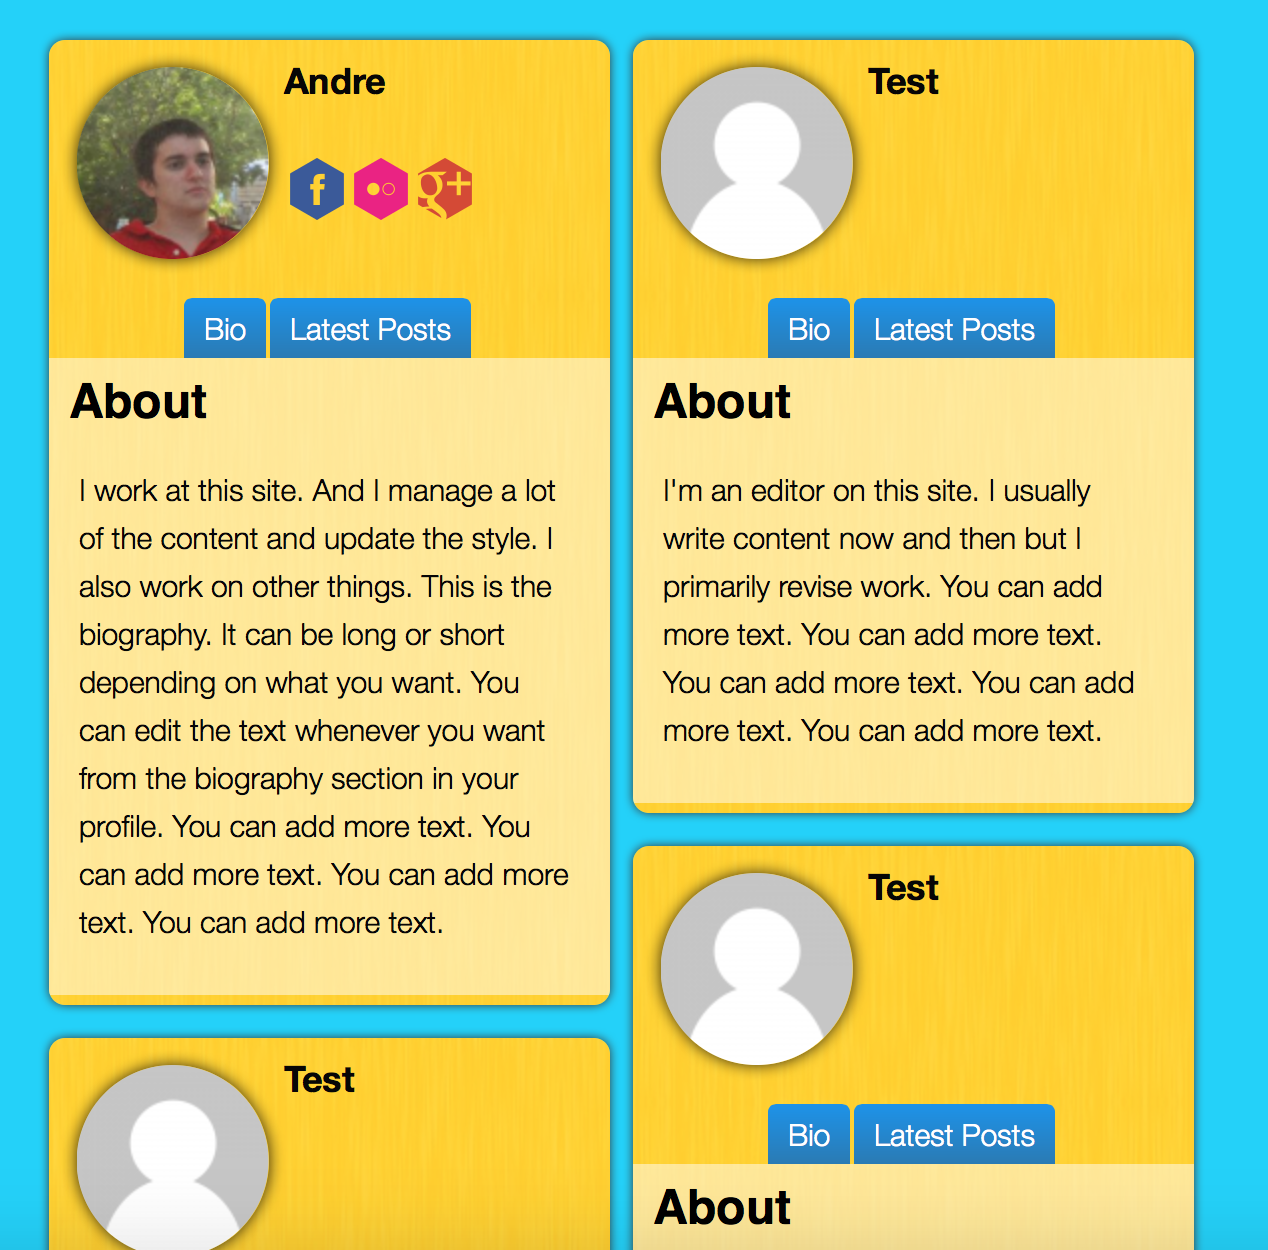 Andre
f
g+
Bio
Latest Posts
About
I work at this site. And I manage a lot
of the content and update the style. I
also work on other things. This is the
biography. It can be long or short
depending on what you want. You
can edit the text whenever you want
from the biography section in your
profile. You can add more text. You
can add more text. You can add more
text. You can add more text.
Test
Test
Bio
Latest Posts
About
I'm an editor on this site. I usually
write content now and then but I
primarily revise work. You can add
more text. You can add more text.
You can add more text. You can add
more text. You can add more text.
Test
Bio
Latest Posts
About